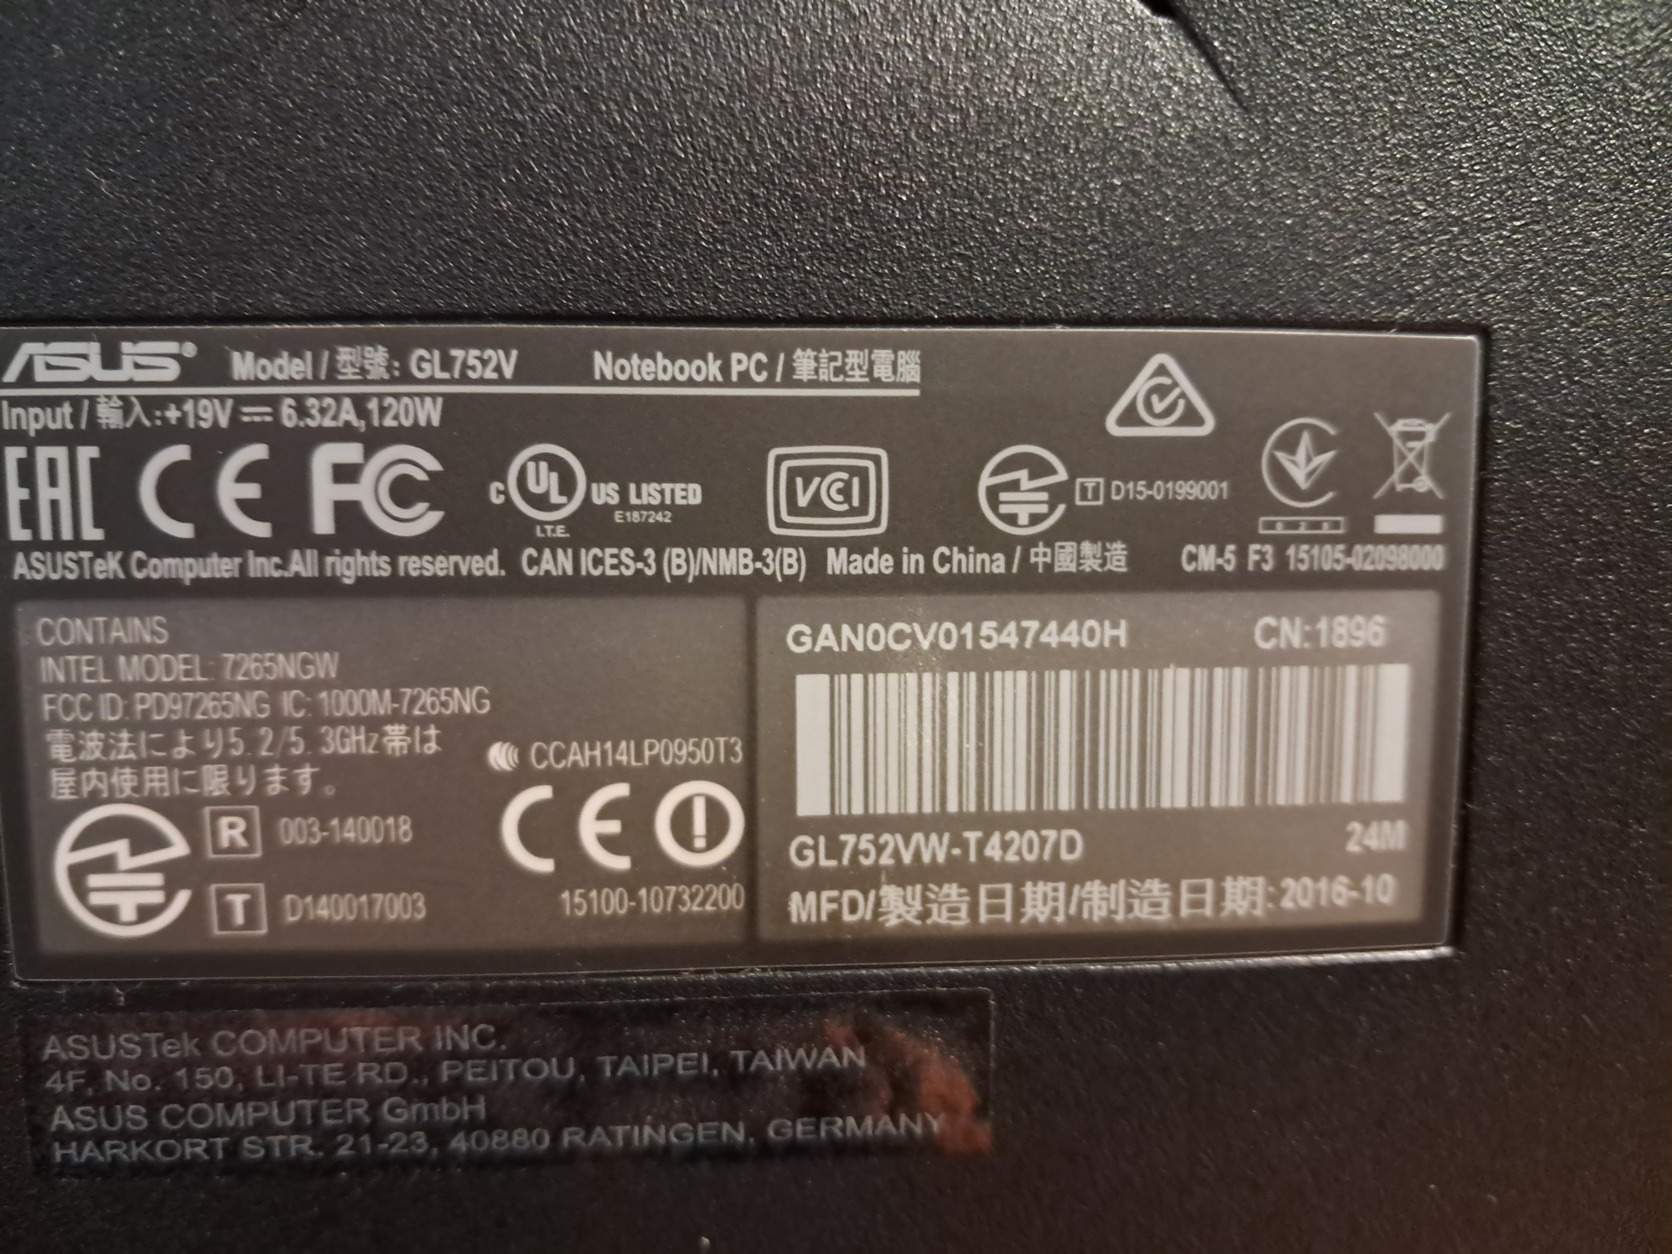 ASUS® Model / 型號: GL752V Notebook PC / 筆記型電腦
Input / 輸入:+19V ⎓ 6.32A,120W
EAC CE FC c UL US LISTED VCI T D15-0199001
I.T.E. E187242
ASUSTeK Computer Inc.All rights reserved. CAN ICES-3 (B)/NMB-3(B) Made in China / 中國製造 CM-5 F3 15105-02098000
CONTAINS
INTEL MODEL: 7265NGW
FCC ID: PD97265NG IC: 1000M-7265NG
電波法により5.2/5.3GHz帯は
屋内使用に限ります。
CCAH14LP0950T3
R 003-140018
CE
T D140017003
15100-10732200
GAN0CV01547440H CN:1896
GL752VW-T4207D 24M
MFD/製造日期/制造日期:2016-10
ASUSTek COMPUTER INC.
4F, No. 150, LI-TE RD., PEITOU, TAIPEI, TAIWAN
ASUS COMPUTER GmbH
HARKORT STR. 21-23, 40880 RATINGEN, GERMANY